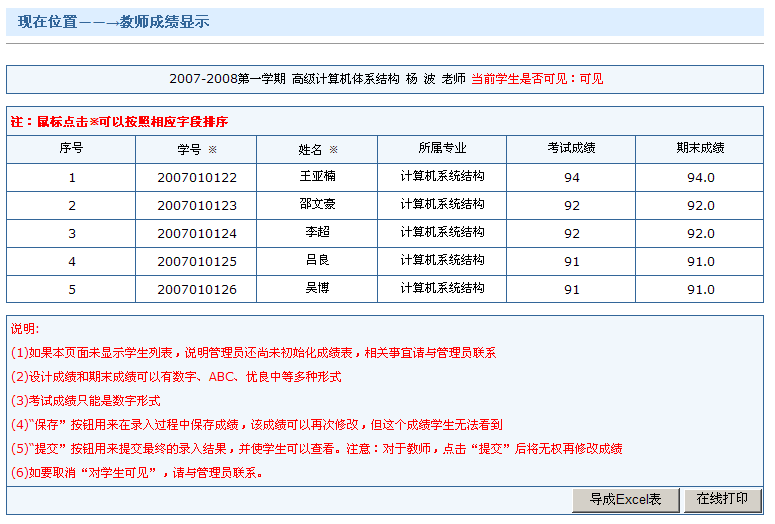 现在位置——→教师成绩显示
2007-2008第一学期 高级计算机体系结构 杨 波 老师 当前学生是否可见：可见
注：鼠标点击※可以按照相应字段排序
序号 学号 ※ 姓名 ※ 所属专业 考试成绩 期末成绩
1 2007010122 王亚楠 计算机系统结构 94 94.0
2 2007010123 邵文豪 计算机系统结构 92 92.0
3 2007010124 李超 计算机系统结构 92 92.0
4 2007010125 吕良 计算机系统结构 91 91.0
5 2007010126 吴博 计算机系统结构 91 91.0
说明:
(1)如果本页面未显示学生列表，说明管理员还尚未初始化成绩表，相关事宜请与管理员联系
(2)设计成绩和期末成绩可以有数字、ABC、优良中等多种形式
(3)考试成绩只能是数字形式
(4)“保存”按钮用来在录入过程中保存成绩，该成绩可以再次修改，但这个成绩学生无法看到
(5)“提交”按钮用来提交最终的录入结果，并使学生可以查看。注意：对于教师，点击“提交”后将无权再修改成绩
(6)如要取消“对学生可见”，请与管理员联系。
导成Excel表 在线打印